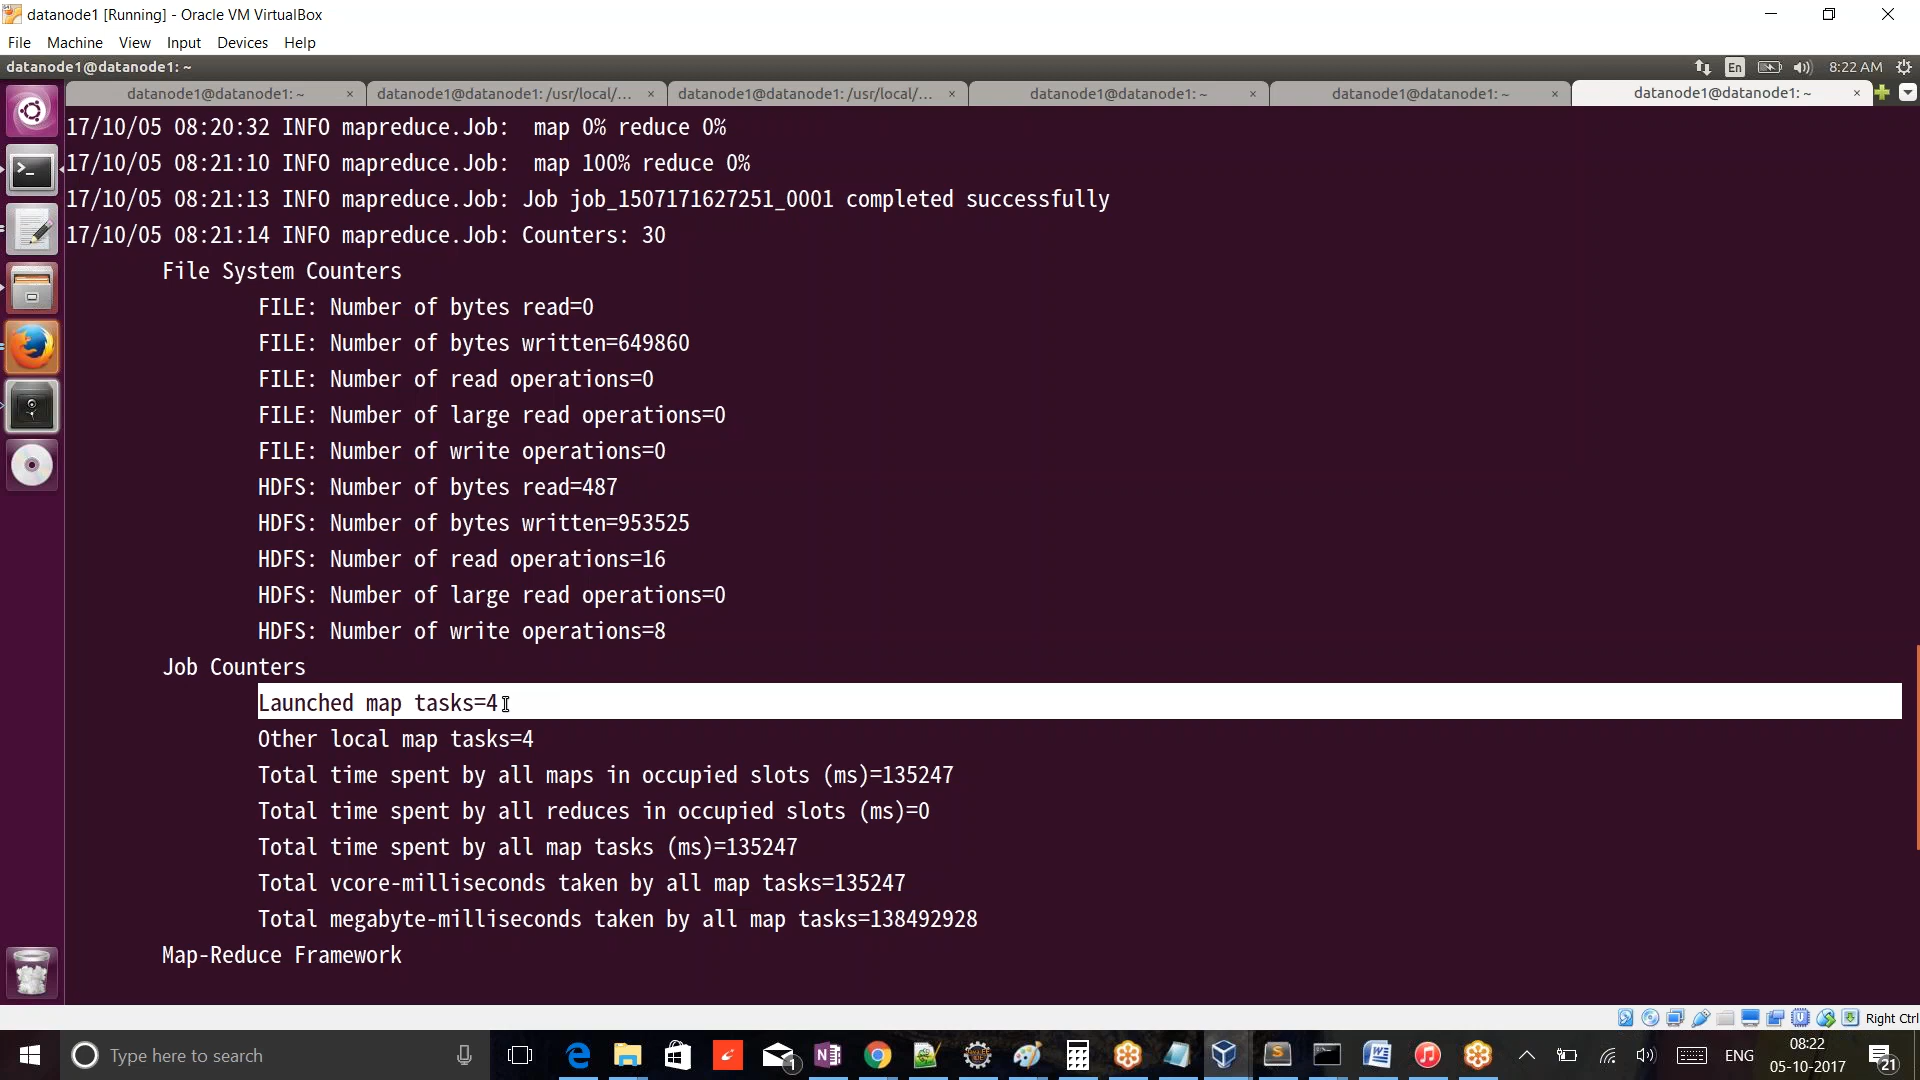 datanode1 [Running] - Oracle VM VirtualBox
File Machine View Input Devices Help
datanode1@datanode1: ~
En 8:22 AM
datanode1@datanode1: ~ × datanode1@datanode1: /usr/local/... × datanode1@datanode1: /usr/local/... × datanode1@datanode1: ~ × datanode1@datanode1: ~ × datanode1@datanode1: ~ ×
17/10/05 08:20:32 INFO mapreduce.Job:  map 0% reduce 0%
17/10/05 08:21:10 INFO mapreduce.Job:  map 100% reduce 0%
17/10/05 08:21:13 INFO mapreduce.Job: Job job_1507171627251_0001 completed successfully
17/10/05 08:21:14 INFO mapreduce.Job: Counters: 30
File System Counters
FILE: Number of bytes read=0
FILE: Number of bytes written=649860
FILE: Number of read operations=0
FILE: Number of large read operations=0
FILE: Number of write operations=0
HDFS: Number of bytes read=487
HDFS: Number of bytes written=953525
HDFS: Number of read operations=16
HDFS: Number of large read operations=0
HDFS: Number of write operations=8
Job Counters
Launched map tasks=4
Other local map tasks=4
Total time spent by all maps in occupied slots (ms)=135247
Total time spent by all reduces in occupied slots (ms)=0
Total time spent by all map tasks (ms)=135247
Total vcore-milliseconds taken by all map tasks=135247
Total megabyte-milliseconds taken by all map tasks=138492928
Map-Reduce Framework
Right Ctrl
Type here to search
1
ENG
08:22
05-10-2017
21